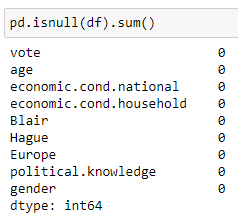 pd.isnull(df).sum()
vote 0
age 0
economic.cond.national 0
economic.cond.household 0
Blair 0
Hague 0
Europe 0
political.knowledge 0
gender 0
dtype: int64